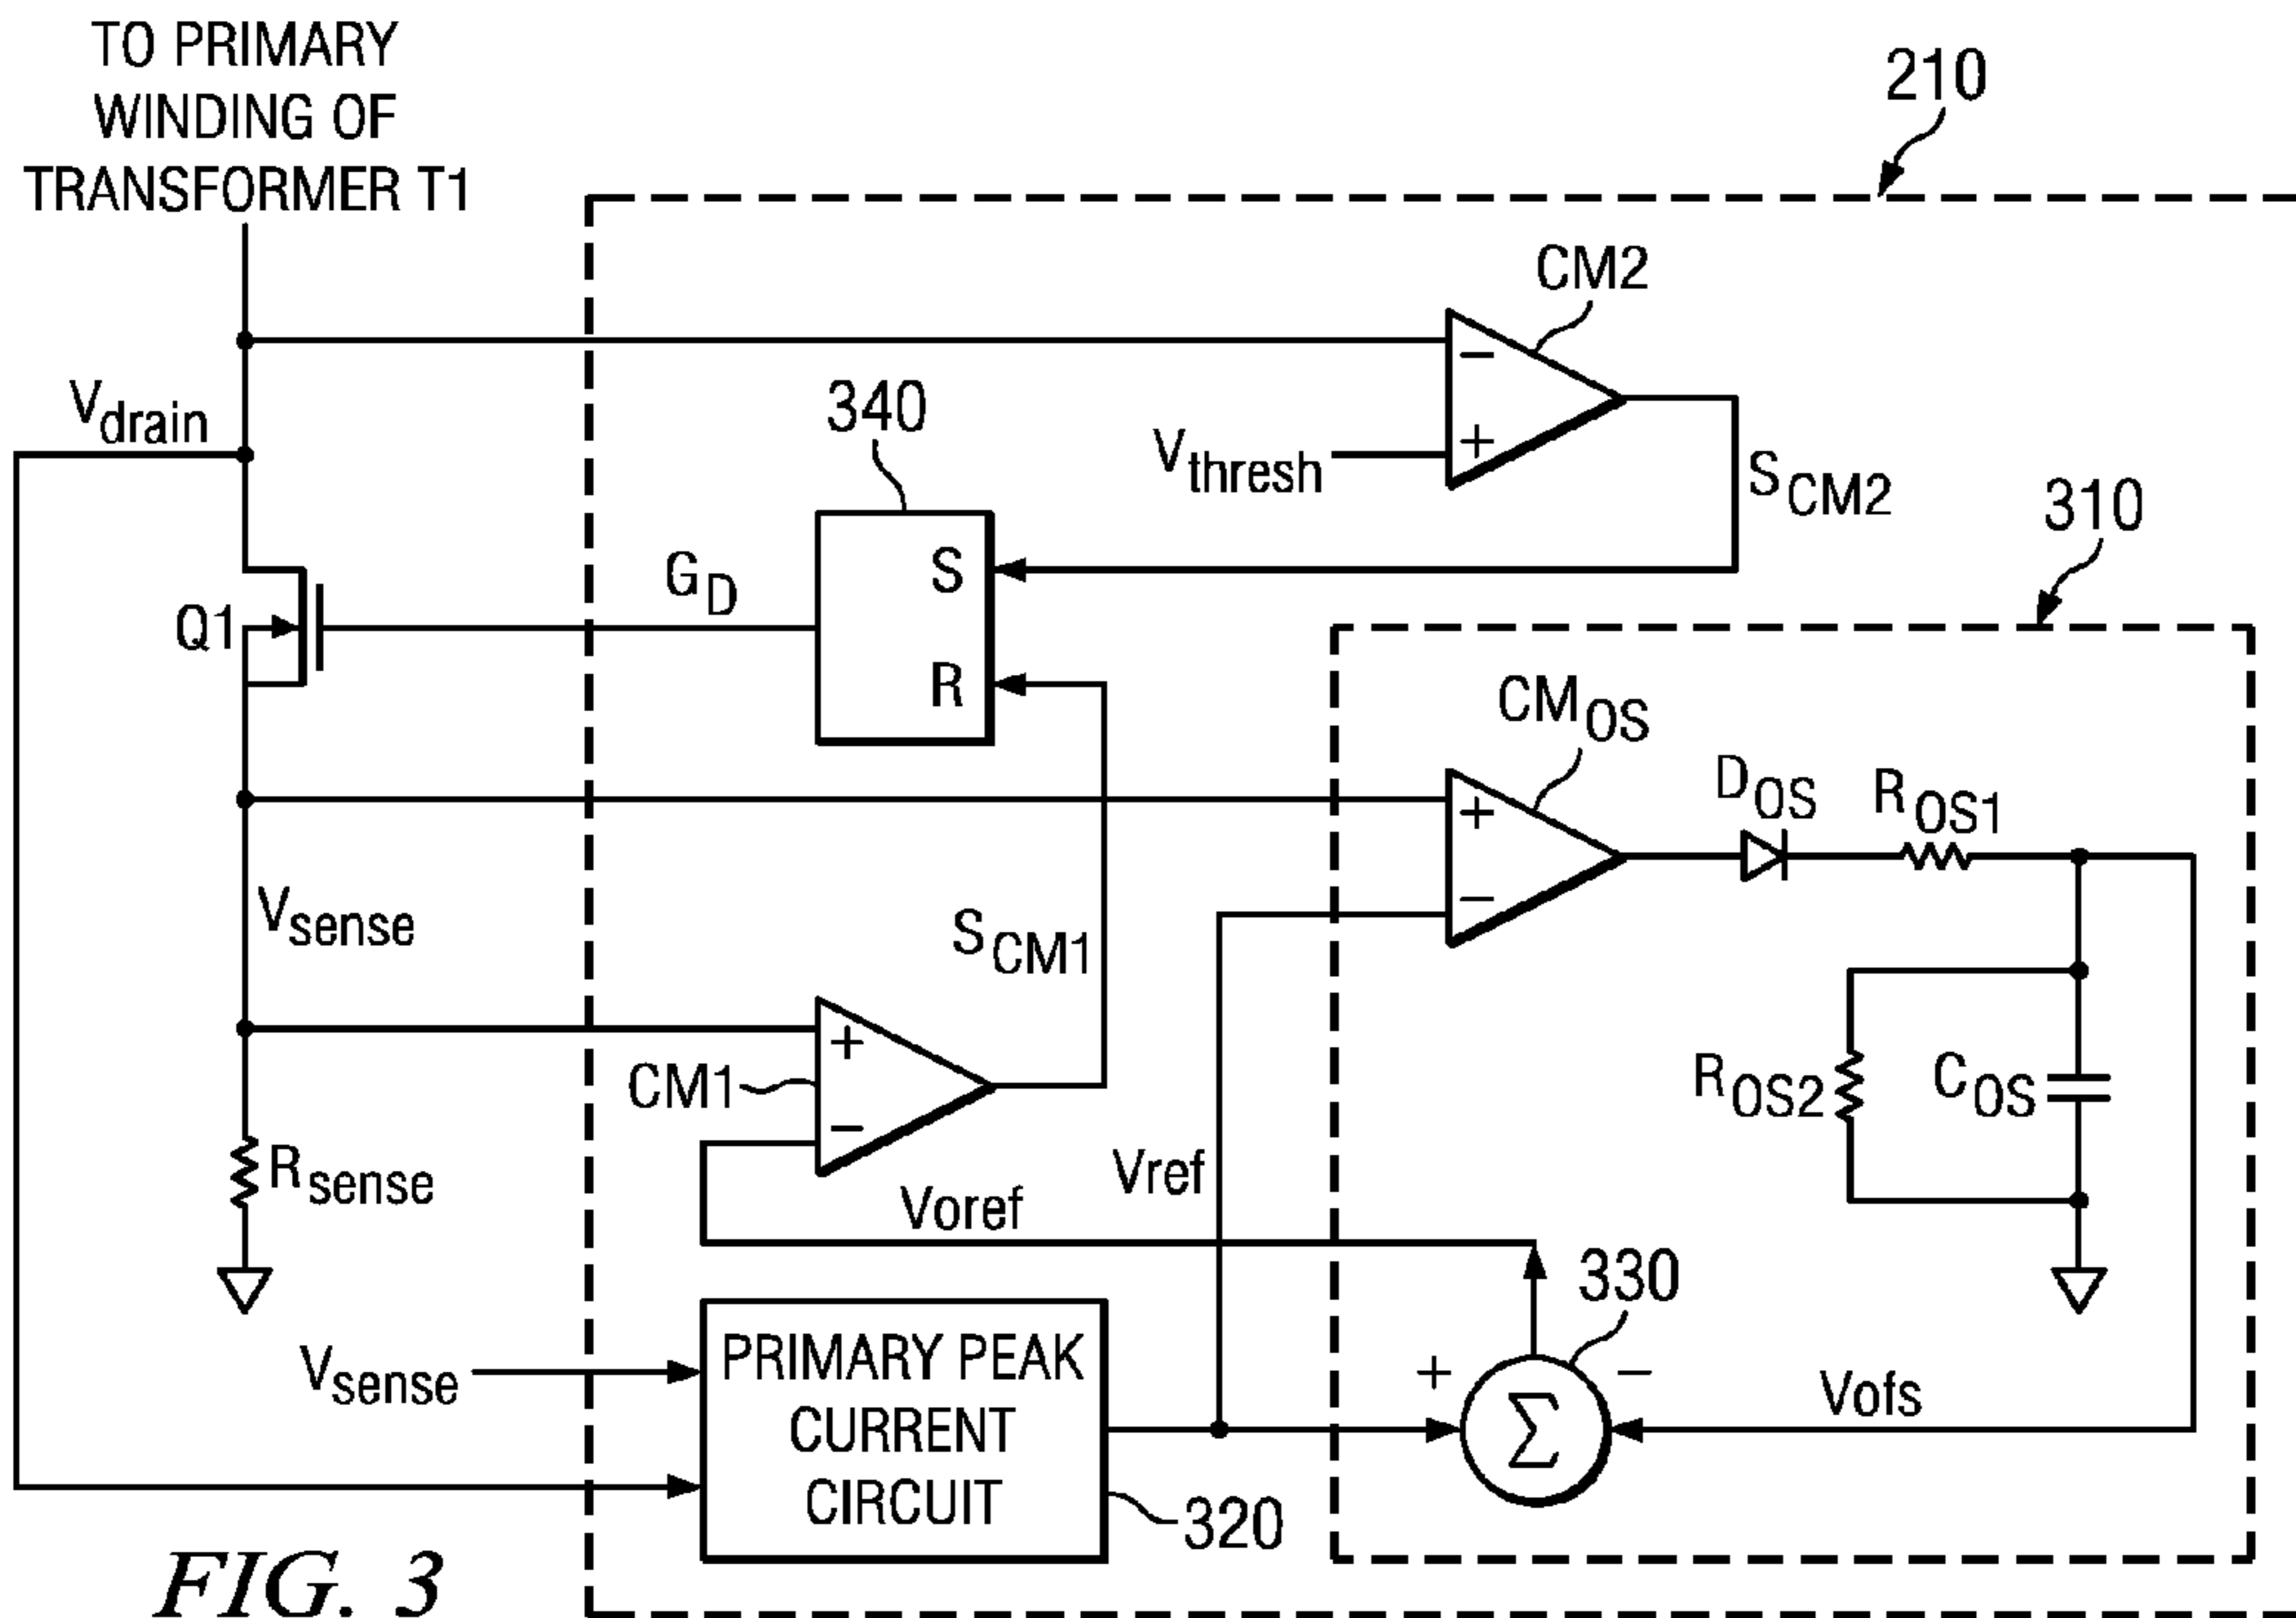 TO PRIMARY
WINDING OF
TRANSFORMER T1
210
CM2
−
+
Vdrain
340
Vthresh
SCM2
310
S
GD
Q1
R
CMOS
+
−
DOS
ROS1
Vsense
SCM1
+
−
CM1
ROS2
COS
Rsense
Vref
Voref
330
Vsense
PRIMARY PEAK
CURRENT
CIRCUIT
+
−
Σ
Vofs
320
FIG. 3